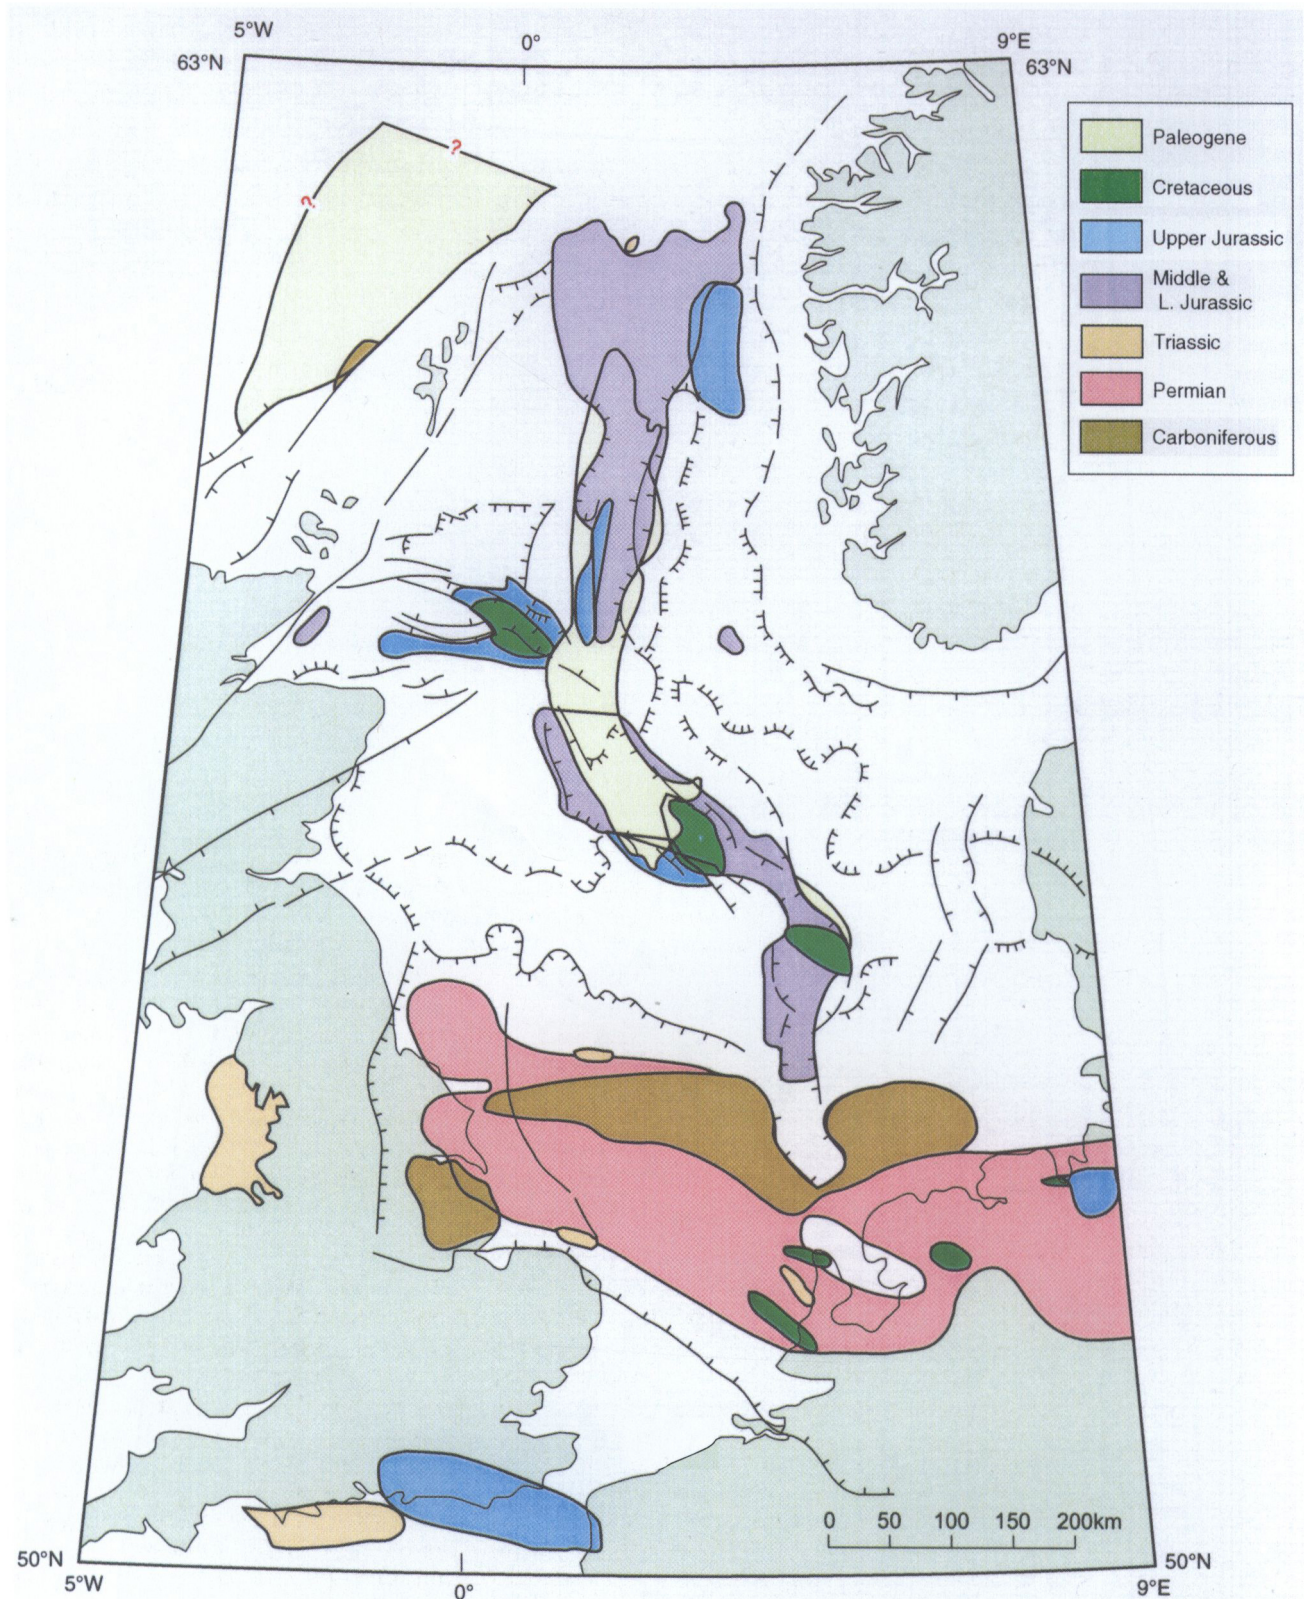 5°W
0°
9°E
63°N
63°N
?
?
Paleogene
Cretaceous
Upper Jurassic
Middle &
L. Jurassic
Triassic
Permian
Carboniferous
0 50 100 150 200km
50°N
50°N
5°W
0°
9°E